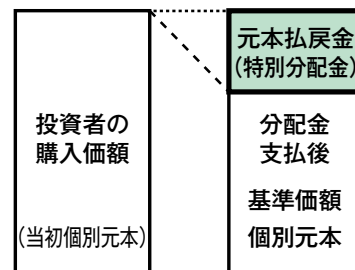 投資者の
購入価額
(当初個別元本)
元本払戻金
(特別分配金)
分配金
支払後
基準価額
個別元本